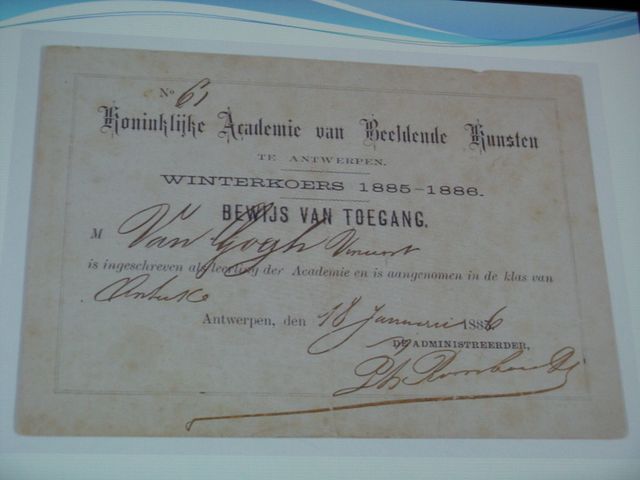 No 61
Koninklijke Academie van Beeldende Kunsten
TE ANTWERPEN.
WINTERKOERS 1885-1886.
BEWIJS VAN TOEGANG.
M Van Gogh Vincent
is ingeschreven als leerling der Academie en is aangenomen in de klas van
Antieke
Antwerpen, den 18 Januari 1886
DE ADMINISTREERDER,